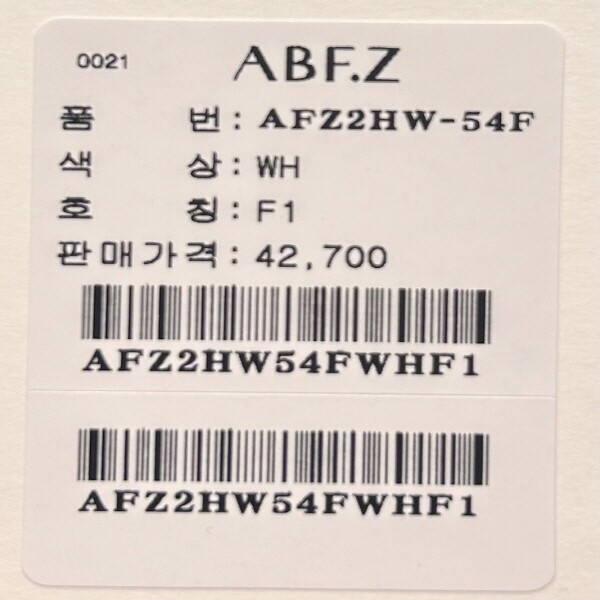 0021 ABF.Z
품 번 : AFZ2HW-54F
색 상 : WH
호 칭 : F1
판매가격 : 42,700
AFZ2HW54FWHF1
AFZ2HW54FWHF1